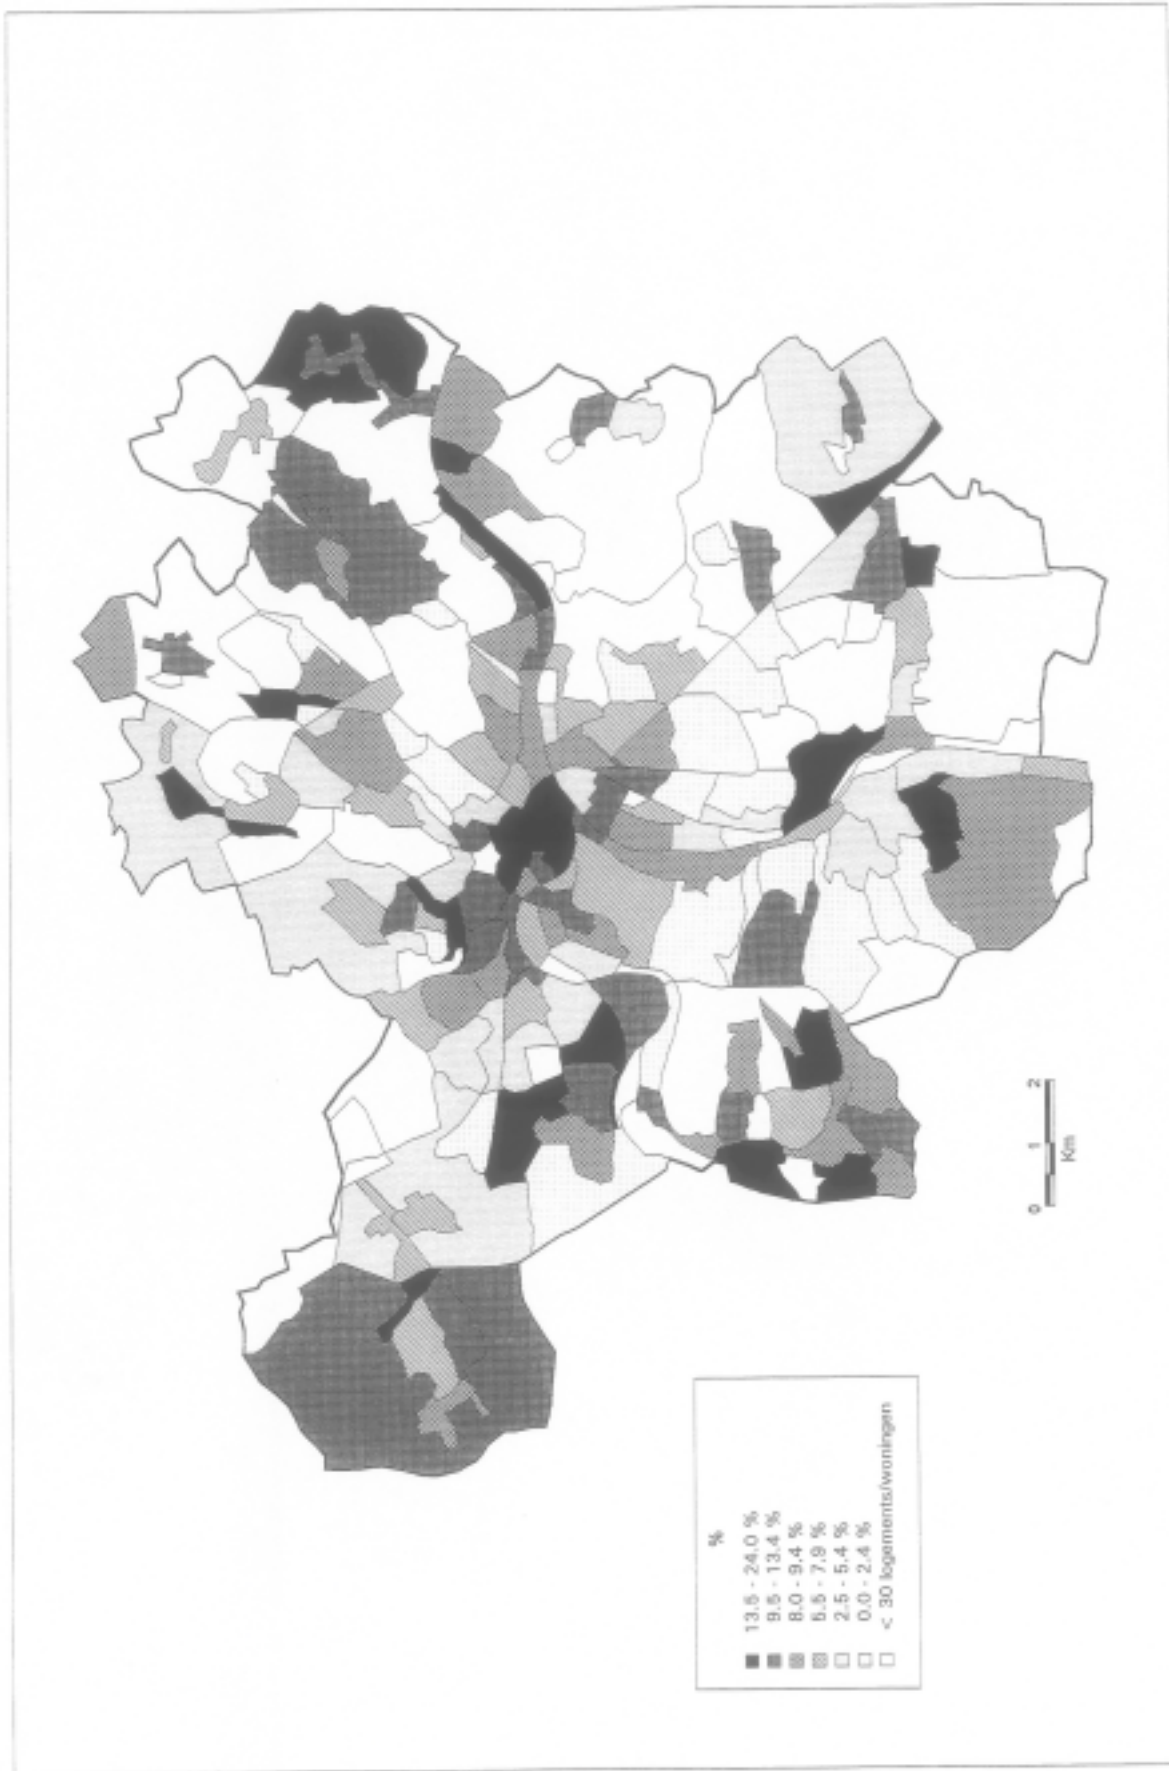 %
13.5 - 24.0 %
9.5 - 13.4 %
8.0 - 9.4 %
5.5 - 7.9 %
2.5 - 5.4 %
0.0 - 2.4 %
< 30 logements/woningen
0 1 2
Km